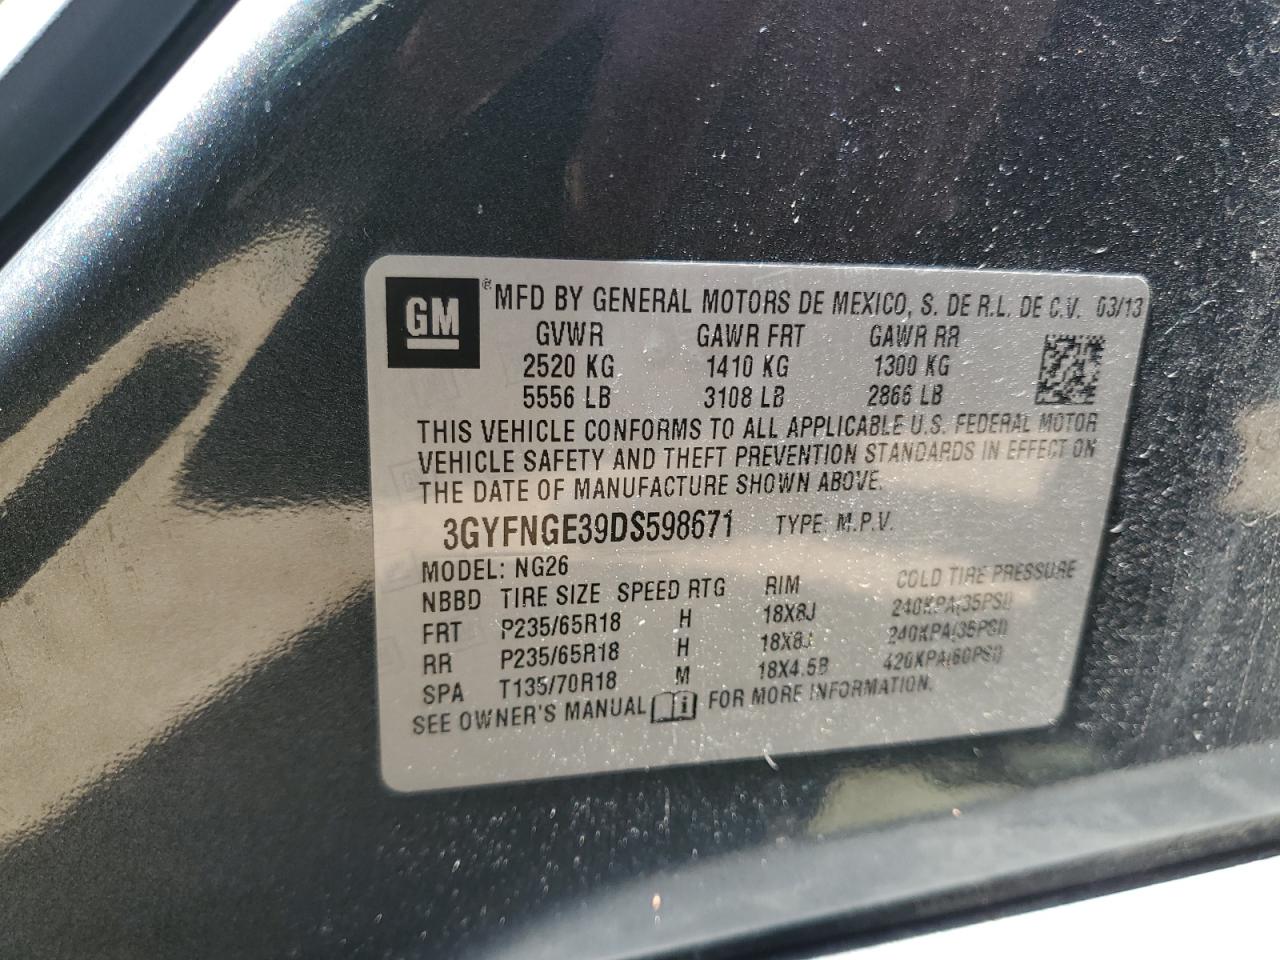 GM ® MFD BY GENERAL MOTORS DE MEXICO, S. DE R.L. DE C.V. 03/13
GVWR GAWR FRT GAWR RR
2520 KG 1410 KG 1300 KG
5556 LB 3108 LB 2866 LB
THIS VEHICLE CONFORMS TO ALL APPLICABLE U.S. FEDERAL MOTOR
VEHICLE SAFETY AND THEFT PREVENTION STANDARDS IN EFFECT ON
THE DATE OF MANUFACTURE SHOWN ABOVE.
3GYFNGE39DS598671 TYPE: M.P.V.
MODEL: NG26
NBBD TIRE SIZE SPEED RTG RIM COLD TIRE PRESSURE
FRT P235/65R18 H 18X8J 240KPA(35PSI)
RR P235/65R18 H 18X8J 240KPA(35PSI)
SPA T135/70R18 M 18X4.5B 420KPA(60PSI)
SEE OWNER'S MANUAL FOR MORE INFORMATION.